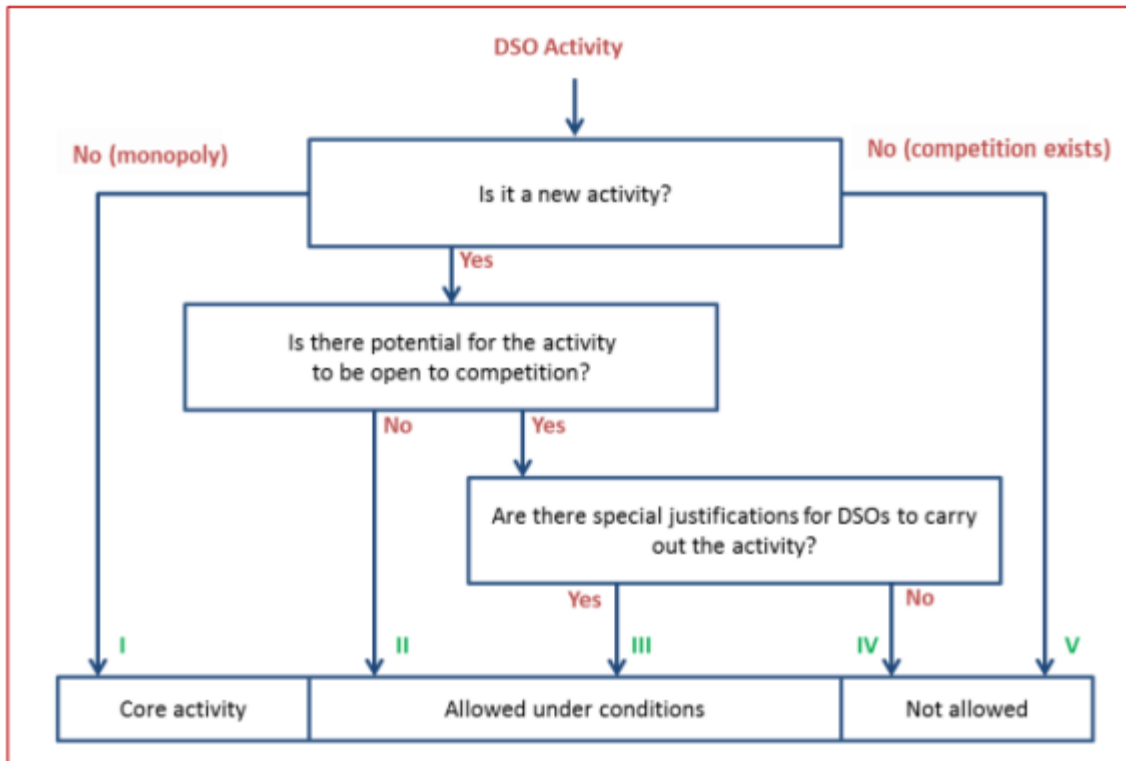 DSO Activity
No (monopoly)
No (competition exists)
Is it a new activity?
Yes
Is there potential for the activity
to be open to competition?
No
Yes
Are there special justifications for DSOs to carry
out the activity?
Yes
No
I
II
III
IV
V
Core activity
Allowed under conditions
Not allowed